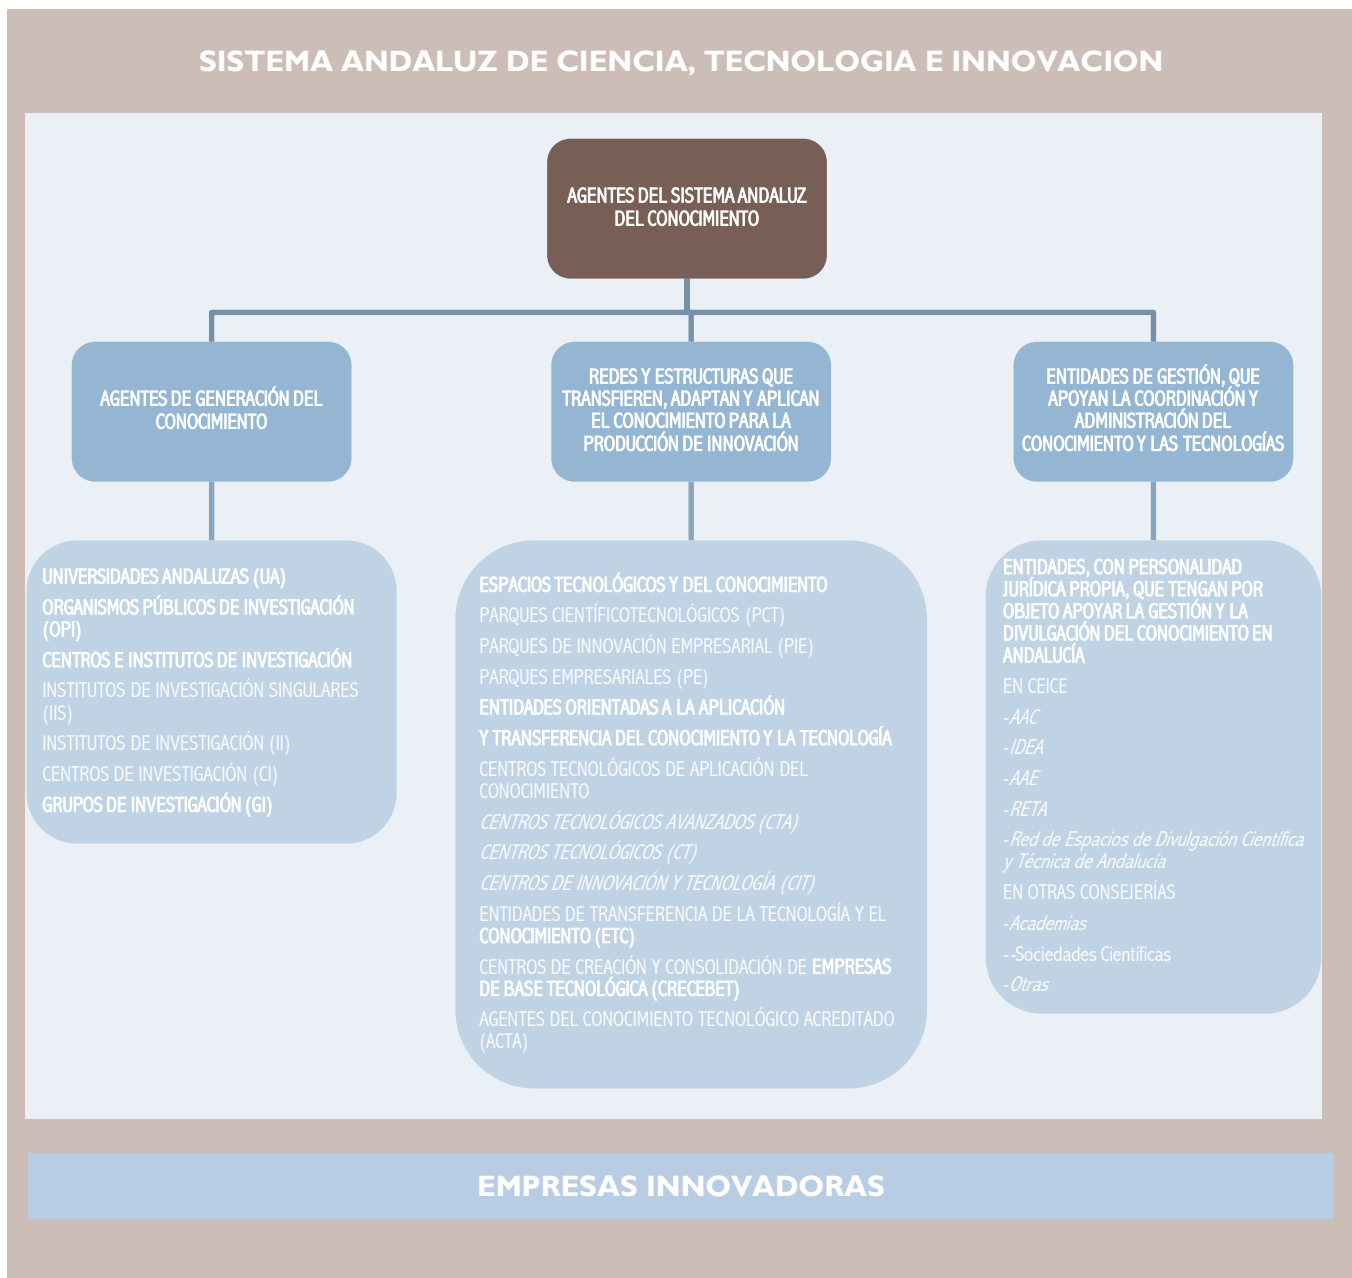 SISTEMA ANDALUZ DE CIENCIA, TECNOLOGIA E INNOVACION
AGENTES DEL SISTEMA ANDALUZ
DEL CONOCIMIENTO
AGENTES DE GENERACIÓN DEL
CONOCIMIENTO
REDES Y ESTRUCTURAS QUE
TRANSFIEREN, ADAPTAN Y APLICAN
EL CONOCIMIENTO PARA LA
PRODUCCIÓN DE INNOVACIÓN
ENTIDADES DE GESTIÓN, QUE
APOYAN LA COORDINACIÓN Y
ADMINISTRACIÓN DEL
CONOCIMIENTO Y LAS TECNOLOGÍAS
UNIVERSIDADES ANDALUZAS (UA)
ORGANISMOS PÚBLICOS DE INVESTIGACIÓN
(OPI)
CENTROS E INSTITUTOS DE INVESTIGACIÓN
INSTITUTOS DE INVESTIGACIÓN SINGULARES
(IIS)
INSTITUTOS DE INVESTIGACIÓN (II)
CENTROS DE INVESTIGACIÓN (CI)
GRUPOS DE INVESTIGACIÓN (GI)
ESPACIOS TECNOLÓGICOS Y DEL CONOCIMIENTO
PARQUES CIENTÍFICOTECNOLÓGICOS (PCT)
PARQUES DE INNOVACIÓN EMPRESARIAL (PIE)
PARQUES EMPRESARIALES (PE)
ENTIDADES ORIENTADAS A LA APLICACIÓN
Y TRANSFERENCIA DEL CONOCIMIENTO Y LA TECNOLOGÍA
CENTROS TECNOLÓGICOS DE APLICACIÓN DEL
CONOCIMIENTO
CENTROS TECNOLÓGICOS AVANZADOS (CTA)
CENTROS TECNOLÓGICOS (CT)
CENTROS DE INNOVACIÓN Y TECNOLOGÍA (CIT)
ENTIDADES DE TRANSFERENCIA DE LA TECNOLOGÍA Y EL
CONOCIMIENTO (ETC)
CENTROS DE CREACIÓN Y CONSOLIDACIÓN DE EMPRESAS
DE BASE TECNOLÓGICA (CRECEBET)
AGENTES DEL CONOCIMIENTO TECNOLÓGICO ACREDITADO
(ACTA)
ENTIDADES, CON PERSONALIDAD
JURÍDICA PROPIA, QUE TENGAN POR
OBJETO APOYAR LA GESTIÓN Y LA
DIVULGACIÓN DEL CONOCIMIENTO EN
ANDALUCÍA
EN CEICE
-AAC
-IDEA
-AAE
-RETA
-Red de Espacios de Divulgación Científica
y Técnica de Andalucía
EN OTRAS CONSEJERÍAS
-Academias
--Sociedades Científicas
-Otras
EMPRESAS INNOVADORAS